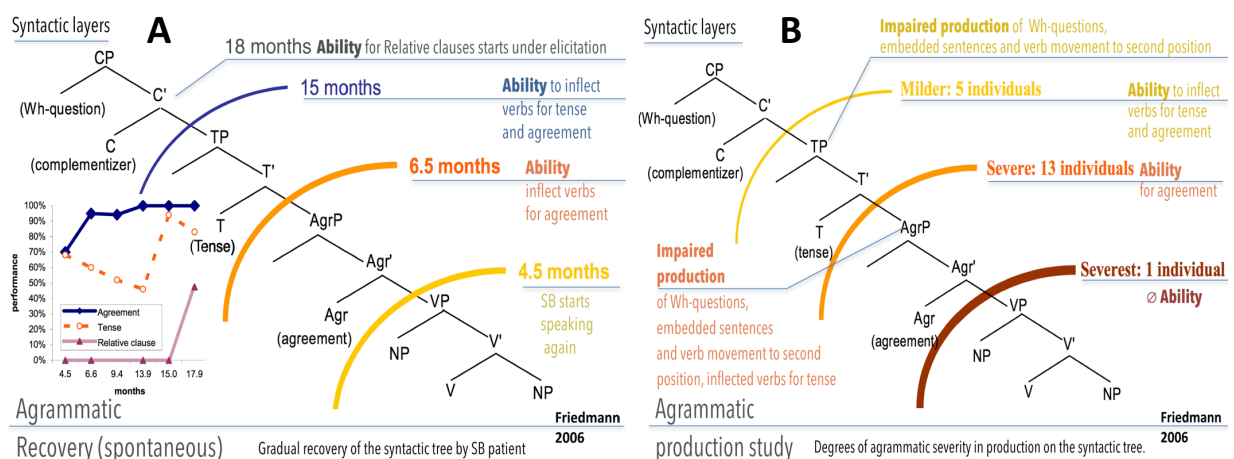 Syntactic layers
A
18 months Ability for Relative clauses starts under elicitation
CP
C'
(Wh-question)
C
(complementizer)
15 months
Ability to inflect
verbs for tense
and agreement
TP
T'
T
(Tense)
6.5 months
Ability
inflect verbs
for agreement
AgrP
Agr'
Agr
(agreement)
4.5 months
SB starts
speaking
again
VP
NP
V'
V
NP
100%
90%
80%
70%
60%
50%
40%
30%
20%
10%
0%
performance
Agreement
Tense
Relative clause
4.5 6.6 9.4 13.9 15.0 17.9
months
Agrammatic
Recovery (spontaneous)
Gradual recovery of the syntactic tree by SB patient
Friedmann
2006
Syntactic layers
B
Impaired production of Wh-questions,
embedded sentences and verb movement to second position
CP
C'
(Wh-question)
C
(complementizer)
Milder: 5 individuals
Ability to inflect
verbs for tense
and agreement
TP
T'
T
(tense)
Severe: 13 individuals
Ability
for agreement
AgrP
Agr'
Agr
(agreement)
Impaired
production
of Wh-questions,
embedded sentences
and verb movement to second
position, inflected verbs for tense
Severest: 1 individual
∅ Ability
VP
NP
V'
V
NP
Agrammatic
production study
Degrees of agrammatic severity in production on the syntactic tree.
Friedmann
2006